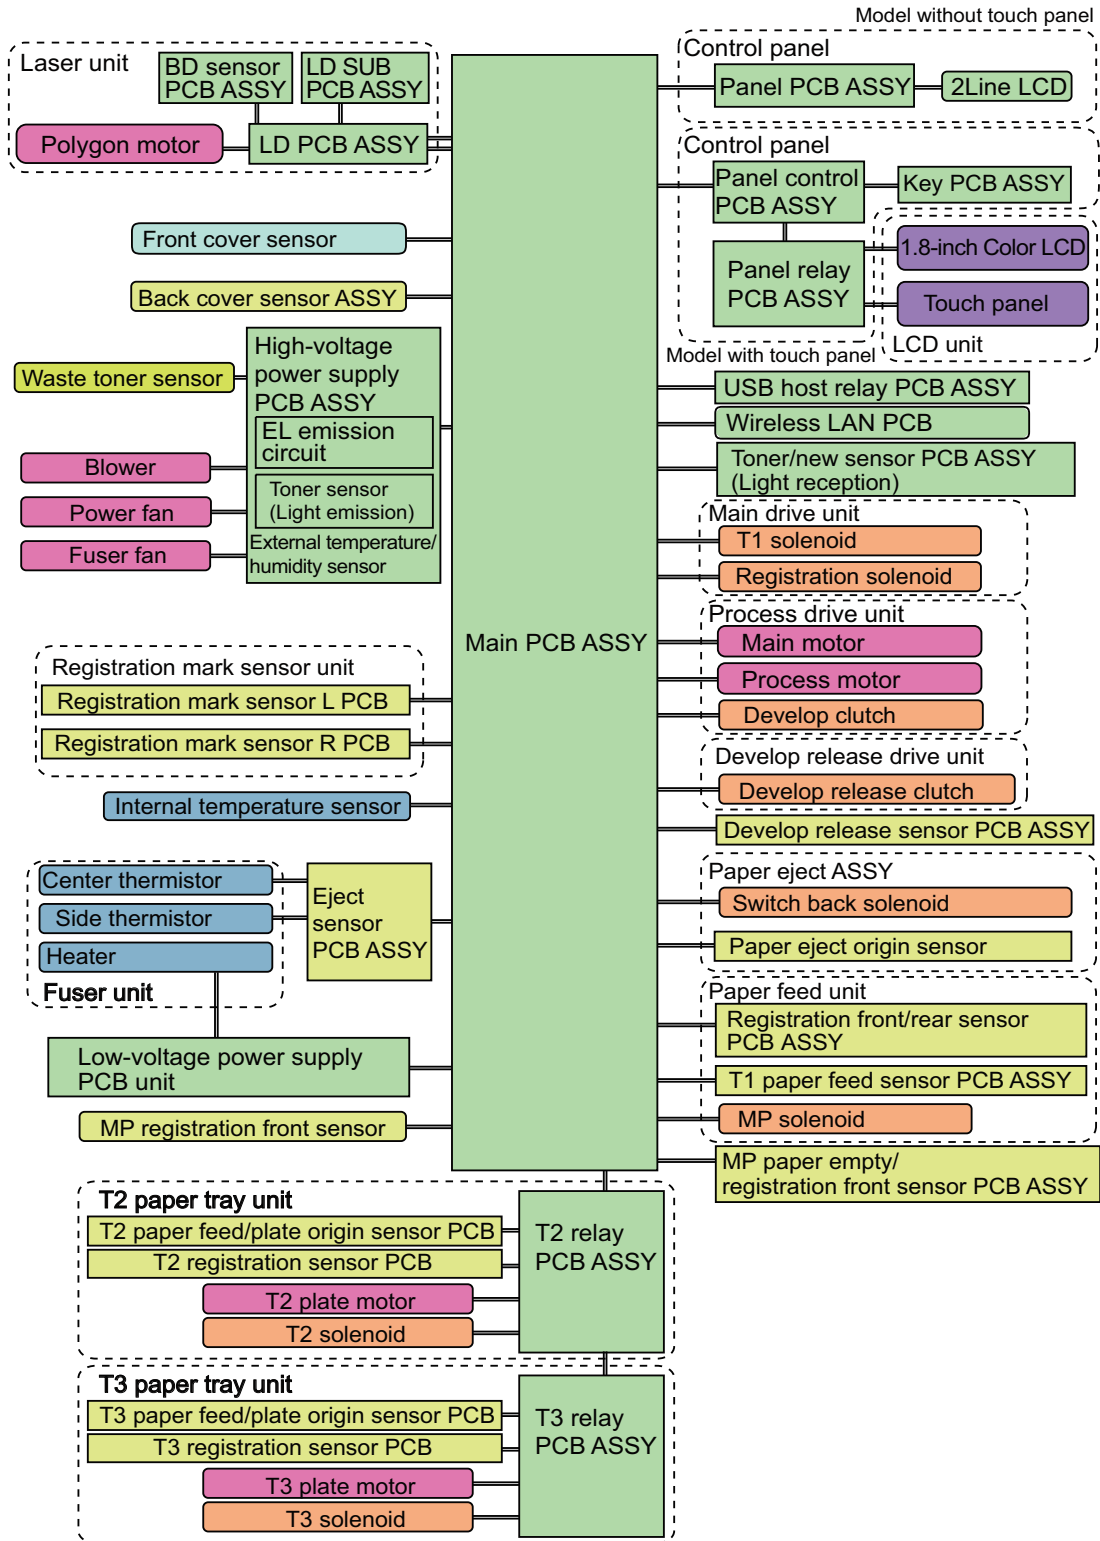 Model without touch panel
Laser unit
BD sensor
PCB ASSY
LD SUB
PCB ASSY
Polygon motor
LD PCB ASSY
Control panel
Panel PCB ASSY
2Line LCD
Control panel
Panel control
PCB ASSY
Key PCB ASSY
Panel relay
PCB ASSY
1.8-inch Color LCD
Touch panel
LCD unit
Model with touch panel
Front cover sensor
Back cover sensor ASSY
High-voltage
power supply
PCB ASSY
EL emission
circuit
Toner sensor
(Light emission)
External temperature/
humidity sensor
Waste toner sensor
Blower
Power fan
Fuser fan
Main PCB ASSY
USB host relay PCB ASSY
Wireless LAN PCB
Toner/new sensor PCB ASSY
(Light reception)
Main drive unit
T1 solenoid
Registration solenoid
Process drive unit
Main motor
Process motor
Develop clutch
Develop release drive unit
Develop release clutch
Develop release sensor PCB ASSY
Registration mark sensor unit
Registration mark sensor L PCB
Registration mark sensor R PCB
Internal temperature sensor
Center thermistor
Side thermistor
Heater
Fuser unit
Eject
sensor
PCB ASSY
Low-voltage power supply
PCB unit
MP registration front sensor
Paper eject ASSY
Switch back solenoid
Paper eject origin sensor
Paper feed unit
Registration front/rear sensor
PCB ASSY
T1 paper feed sensor PCB ASSY
MP solenoid
MP paper empty/
registration front sensor PCB ASSY
T2 paper tray unit
T2 paper feed/plate origin sensor PCB
T2 registration sensor PCB
T2 plate motor
T2 solenoid
T2 relay
PCB ASSY
T3 paper tray unit
T3 paper feed/plate origin sensor PCB
T3 registration sensor PCB
T3 plate motor
T3 solenoid
T3 relay
PCB ASSY